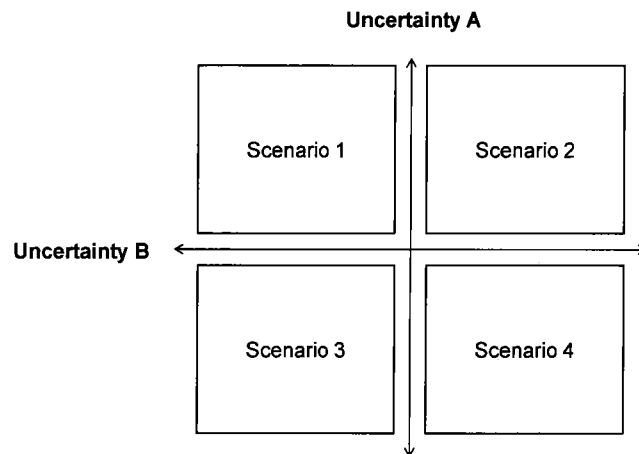 Uncertainty A
Scenario 1
Scenario 2
Uncertainty B
Scenario 3
Scenario 4